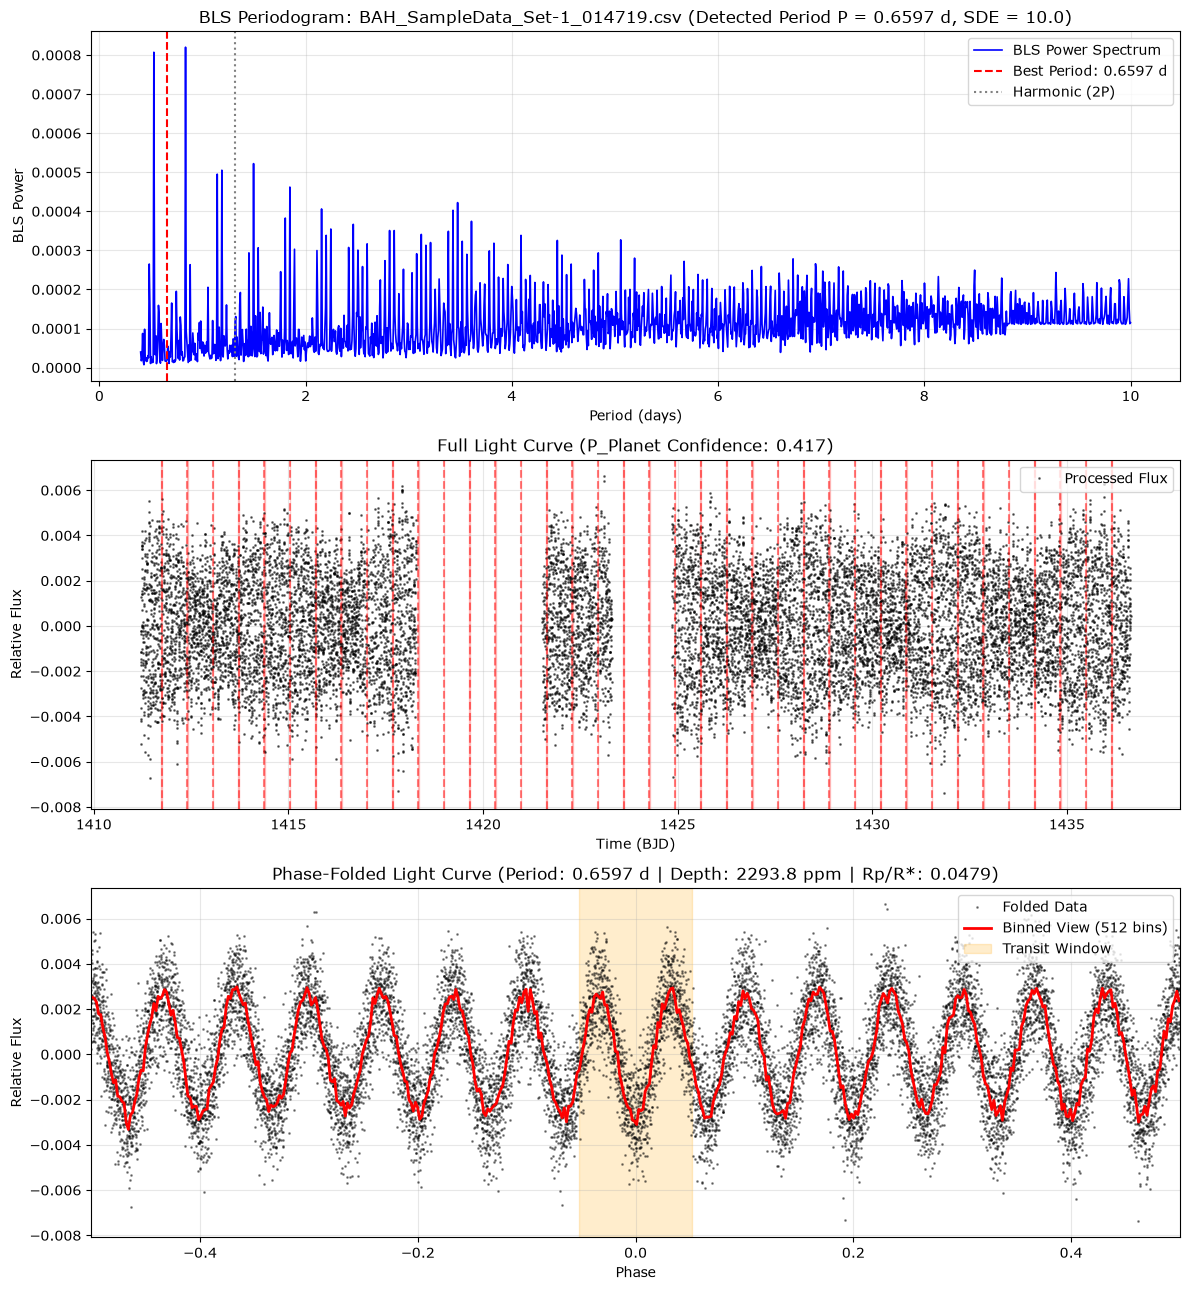 BLS Periodogram: BAH_SampleData_Set-1_014719.csv (Detected Period P = 0.6597 d, SDE = 10.0)
BLS Power Spectrum
Best Period: 0.6597 d
Harmonic (2P)
BLS Power
0.0008
0.0007
0.0006
0.0005
0.0004
0.0003
0.0002
0.0001
0.0000
0 2 4 6 8 10
Period (days)
Full Light Curve (P_Planet Confidence: 0.417)
Processed Flux
Relative Flux
0.006
0.004
0.002
0.000
−0.002
−0.004
−0.006
−0.008
1410 1415 1420 1425 1430 1435
Time (BJD)
Phase-Folded Light Curve (Period: 0.6597 d | Depth: 2293.8 ppm | Rp/R*: 0.0479)
Folded Data
Binned View (512 bins)
Transit Window
Relative Flux
0.006
0.004
0.002
0.000
−0.002
−0.004
−0.006
−0.008
−0.4 −0.2 0.0 0.2 0.4
Phase